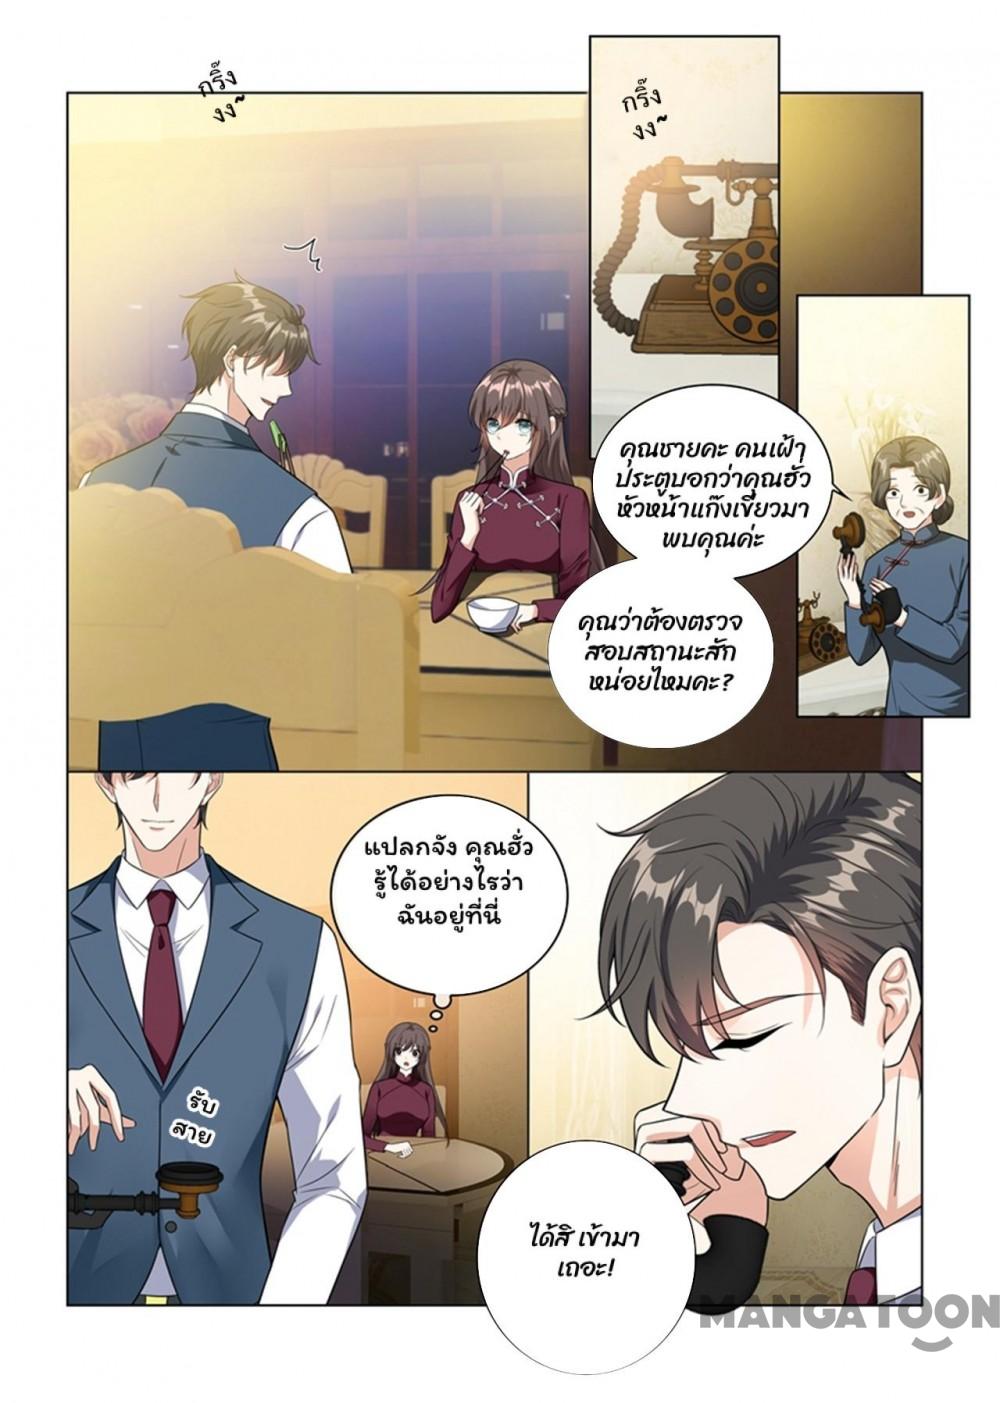 กริ๊ง
งง~
กริ๊ง
งง~
คุณชายคะ คนเฝ้า
ประตูบอกว่าคุณฮัว
หัวหน้าแก๊งเขียวมา
พบคุณค่ะ
คุณว่าต้องตรวจ
สอบสถานะสัก
หน่อยไหมคะ?
แปลกจัง คุณฮั่ว
รู้ได้อย่างไรว่า
ฉันอยู่ที่นี่
รับ
สาย
ได้สิ เข้ามา
เถอะ!
MANGATOON